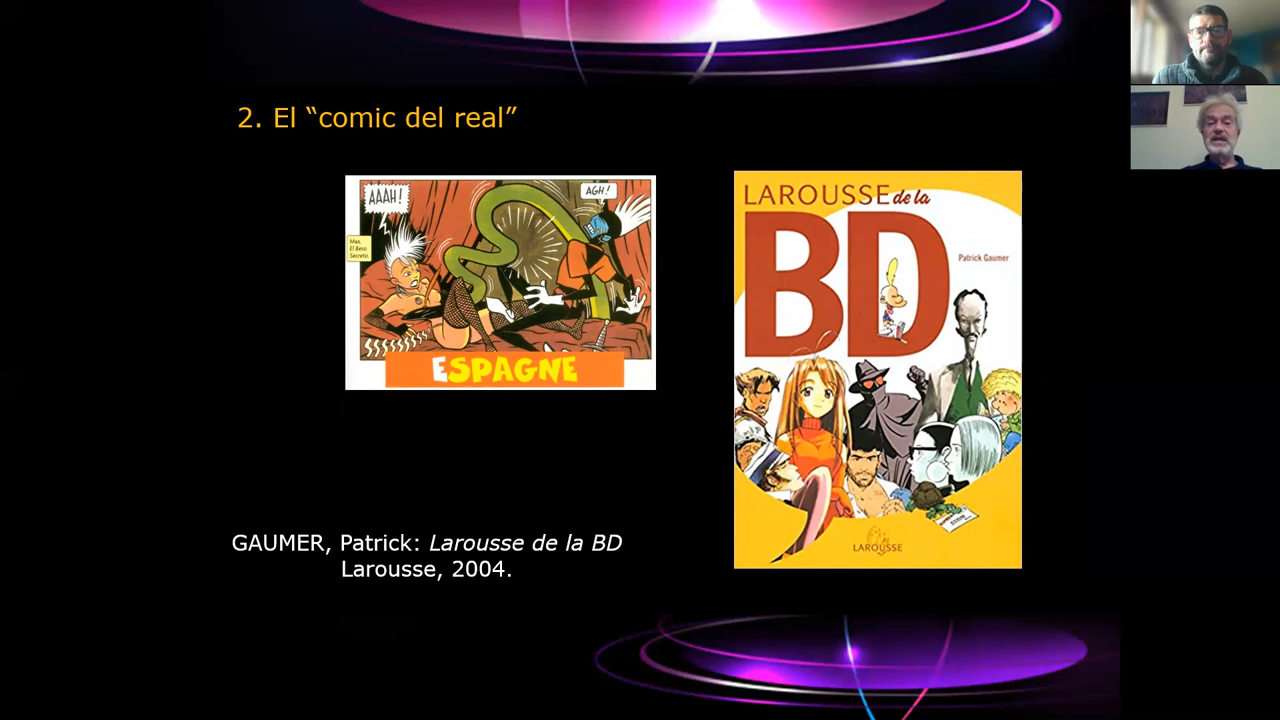 2. El “comic del real”
AAAH!
AGH!
Max,
El Beso
Secreto.
ESPAGNE
LAROUSSE de la
BD
Patrick Gaumer
LAROUSSE
GAUMER, Patrick: Larousse de la BD
Larousse, 2004.